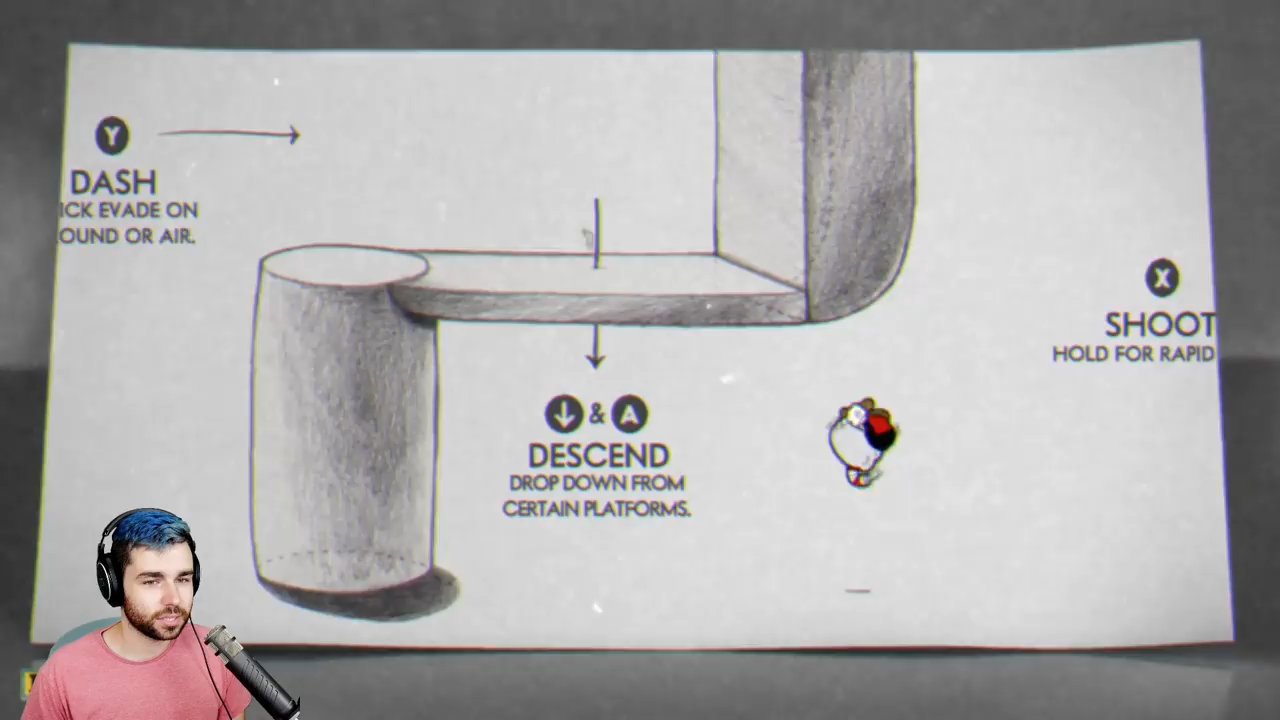 Y
DASH
ICK EVADE ON
OUND OR AIR.
X
SHOOT
HOLD FOR RAPID
↓ & A
DESCEND
DROP DOWN FROM
CERTAIN PLATFORMS.